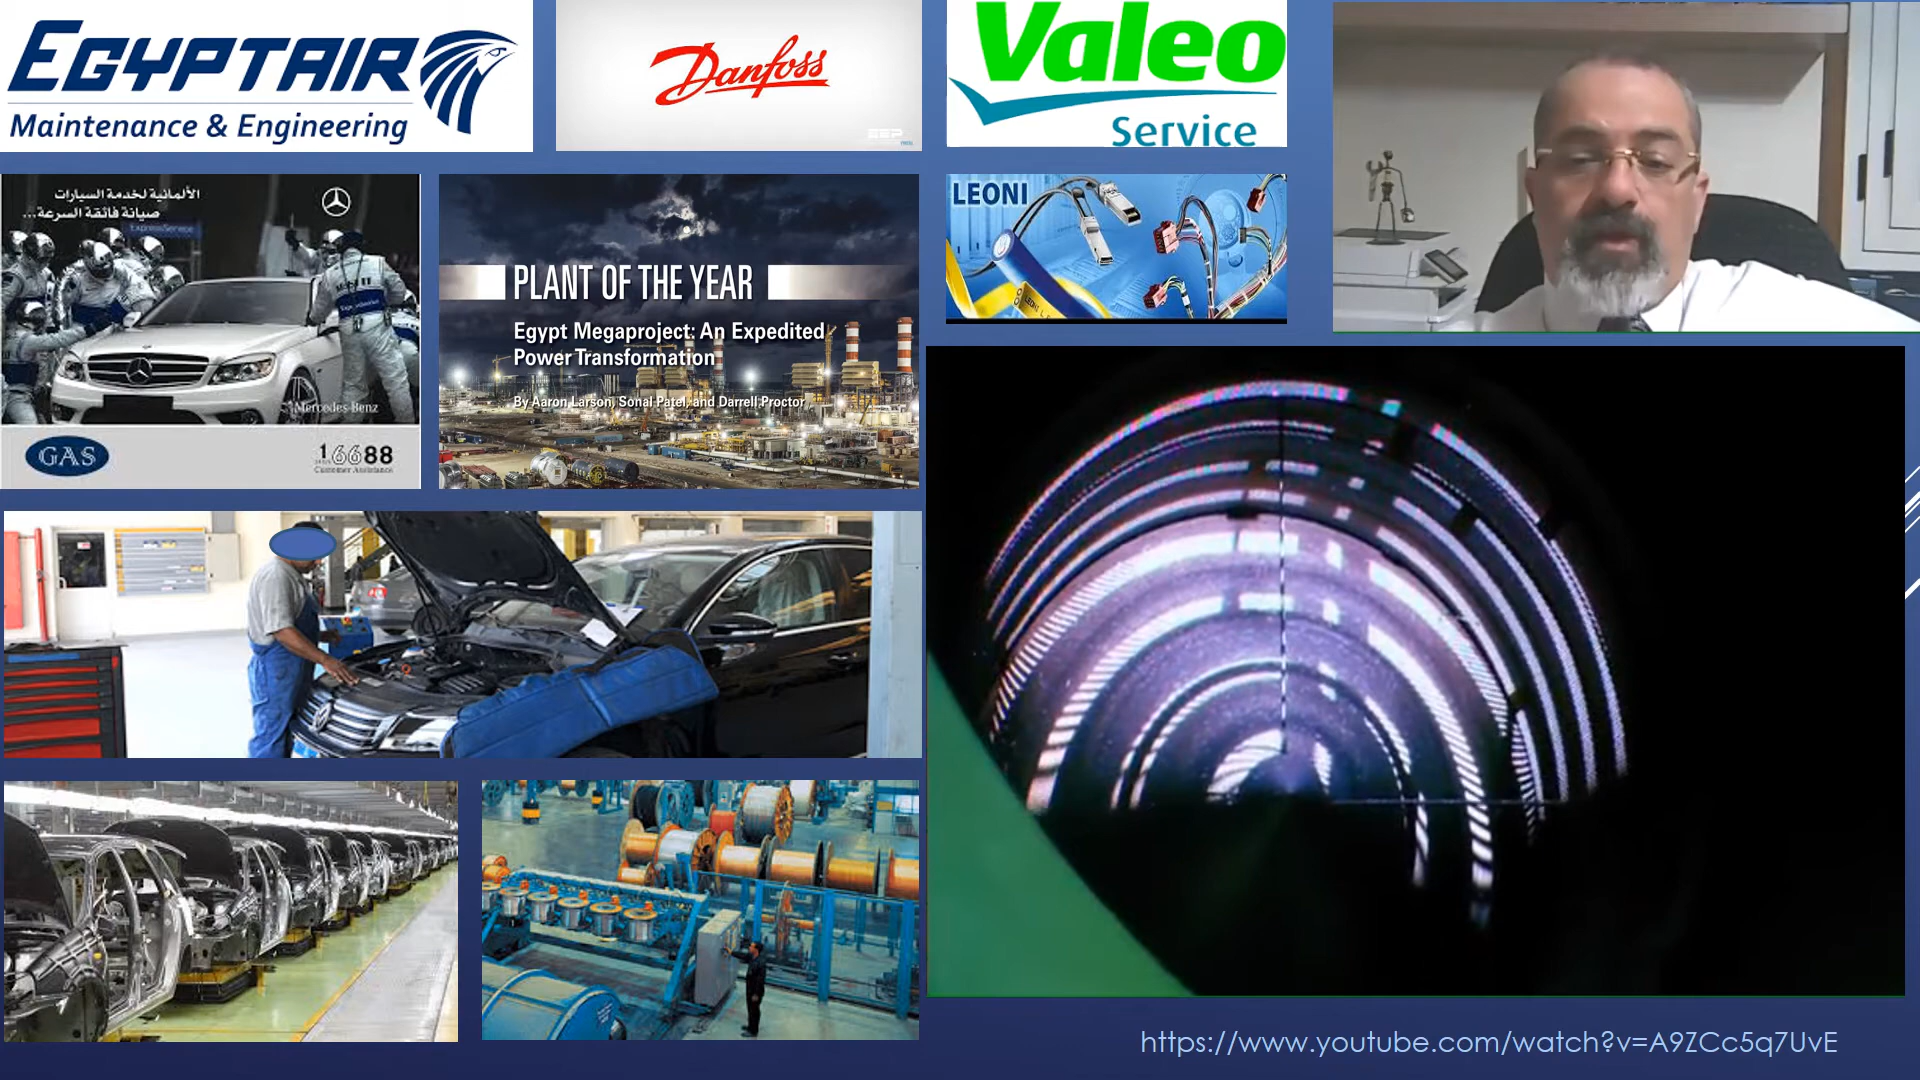 EGYPTAIR
Maintenance & Engineering
Danfoss
Valeo
Service
الألمانية لخدمة السيارات
صيانة فائقة السرعة...
ExpressService
Mercedes-Benz
GAS
16688
Customer Assistance
PLANT OF THE YEAR
Egypt Megaproject: An Expedited
Power Transformation
By Aaron Larson, Sonal Patel, and Darrell Proctor
LEONI
https://www.youtube.com/watch?v=A9ZCc5q7UvE